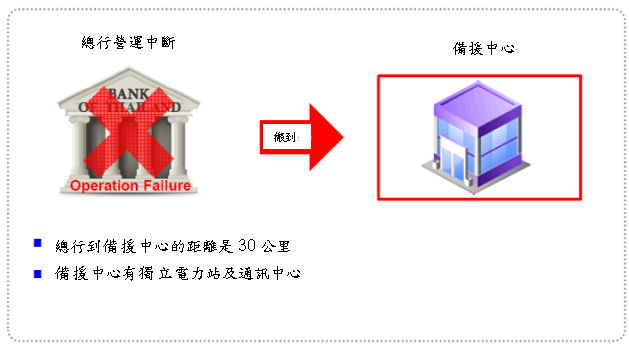 總行營運中斷
備援中心
BANK
OF THAILAND
搬到
Operation Failure
總行到備援中心的距離是 30 公里
備援中心有獨立電力站及通訊中心